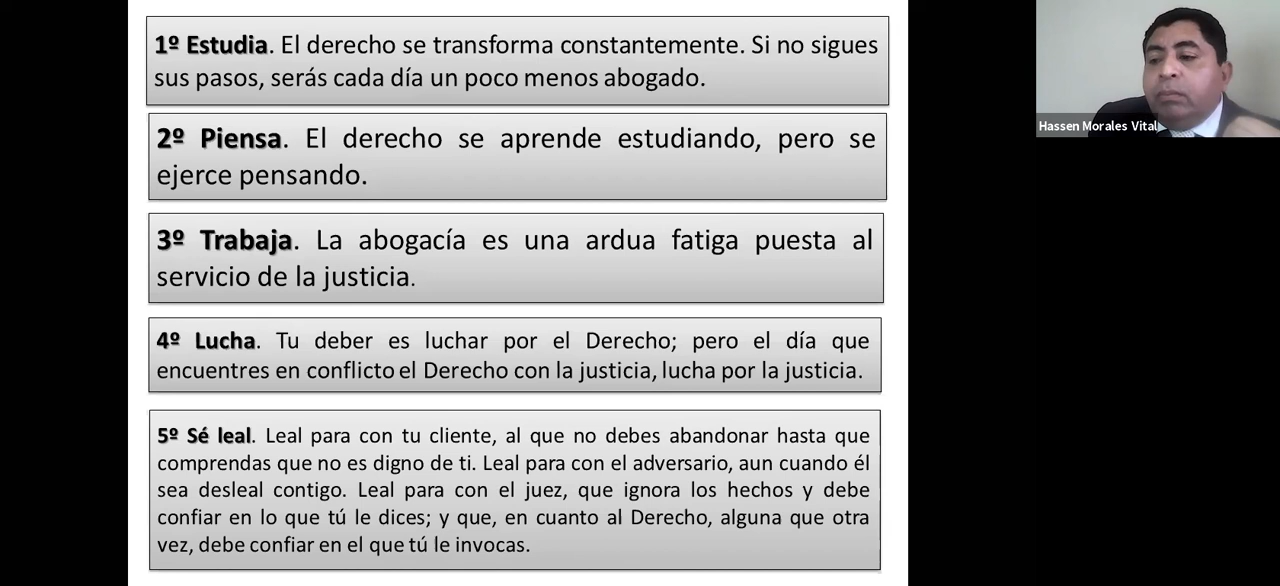 1º Estudia. El derecho se transforma constantemente. Si no sigues
sus pasos, serás cada día un poco menos abogado.
2º Piensa. El derecho se aprende estudiando, pero se
ejerce pensando.
3º Trabaja. La abogacía es una ardua fatiga puesta al
servicio de la justicia.
4º Lucha. Tu deber es luchar por el Derecho; pero el día que
encuentres en conflicto el Derecho con la justicia, lucha por la justicia.
5º Sé leal. Leal para con tu cliente, al que no debes abandonar hasta que
comprendas que no es digno de ti. Leal para con el adversario, aun cuando él
sea desleal contigo. Leal para con el juez, que ignora los hechos y debe
confiar en lo que tú le dices; y que, en cuanto al Derecho, alguna que otra
vez, debe confiar en el que tú le invocas.
Hassen Morales Vital